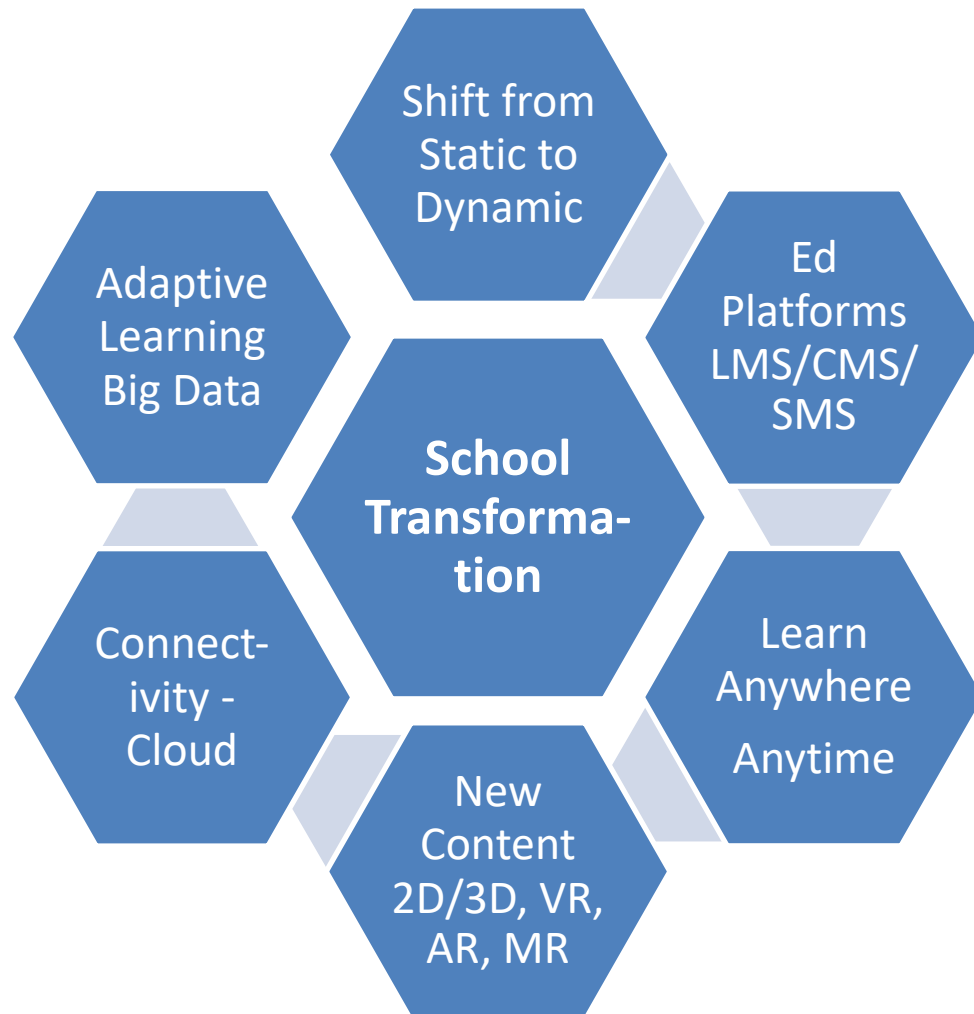 Shift from
Static to
Dynamic
Ed
Platforms
LMS/CMS/
SMS
Learn
Anywhere
Anytime
New
Content
2D/3D, VR,
AR, MR
Connect-
ivity -
Cloud
Adaptive
Learning
Big Data
School
Transforma-
tion